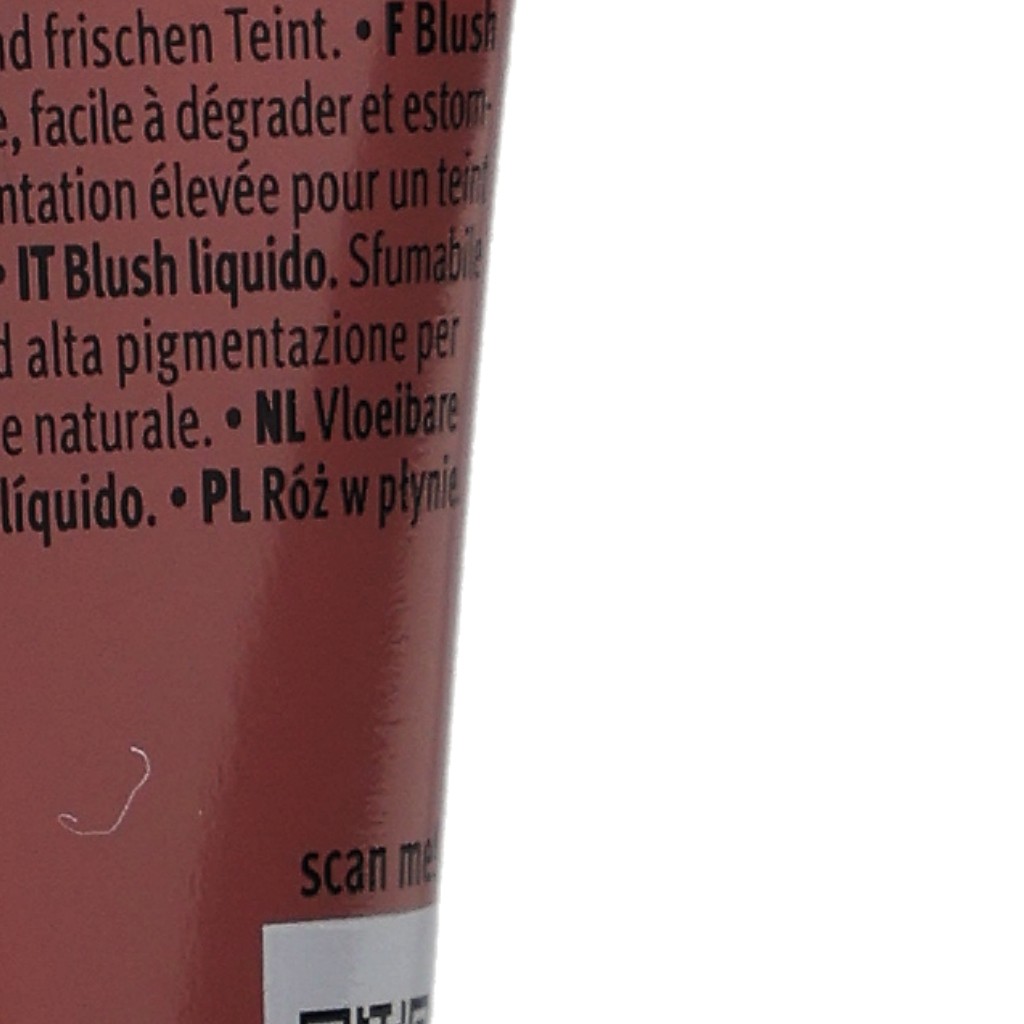 frischen Teint. • F Blush
, facile à dégrader et estom-
ntation élevée pour un teint
• IT Blush liquido. Sfumabile
d alta pigmentazione per
e naturale. • NL Vloeibare
líquido. • PL Róż w płynie
scan me!